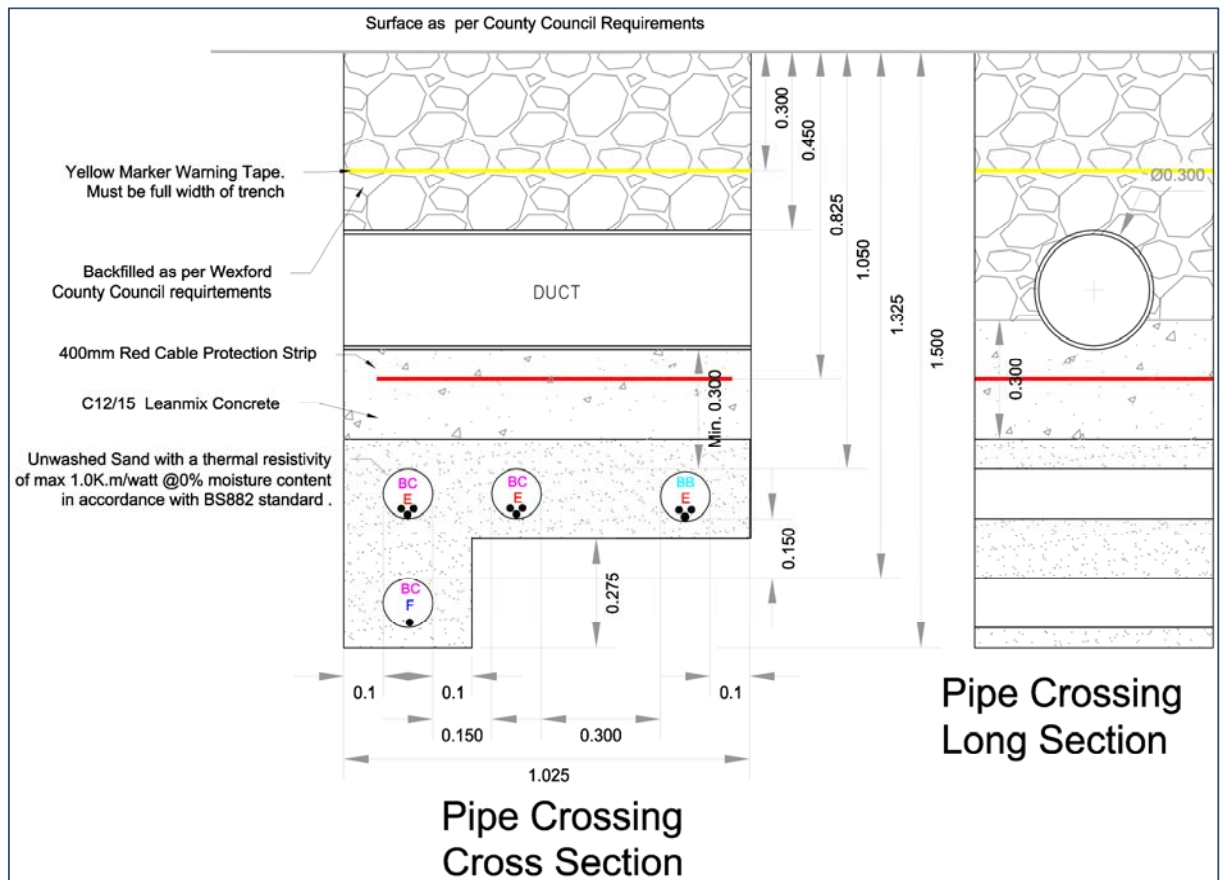 Surface as per County Council Requirements
0.300
0.450
0.825
1.050
1.325
1.500
Ø0.300
Yellow Marker Warning Tape.
Must be full width of trench
Backfilled as per Wexford
County Council requirtements
DUCT
400mm Red Cable Protection Strip
C12/15 Leanmix Concrete
Min. 0.300
0.300
Unwashed Sand with a thermal resistivity
of max 1.0K.m/watt @0% moisture content
in accordance with BS882 standard .
BC
E
BC
E
BB
E
0.150
0.275
BC
F
0.1
0.1
0.1
0.150
0.300
1.025
Pipe Crossing
Cross Section
Pipe Crossing
Long Section